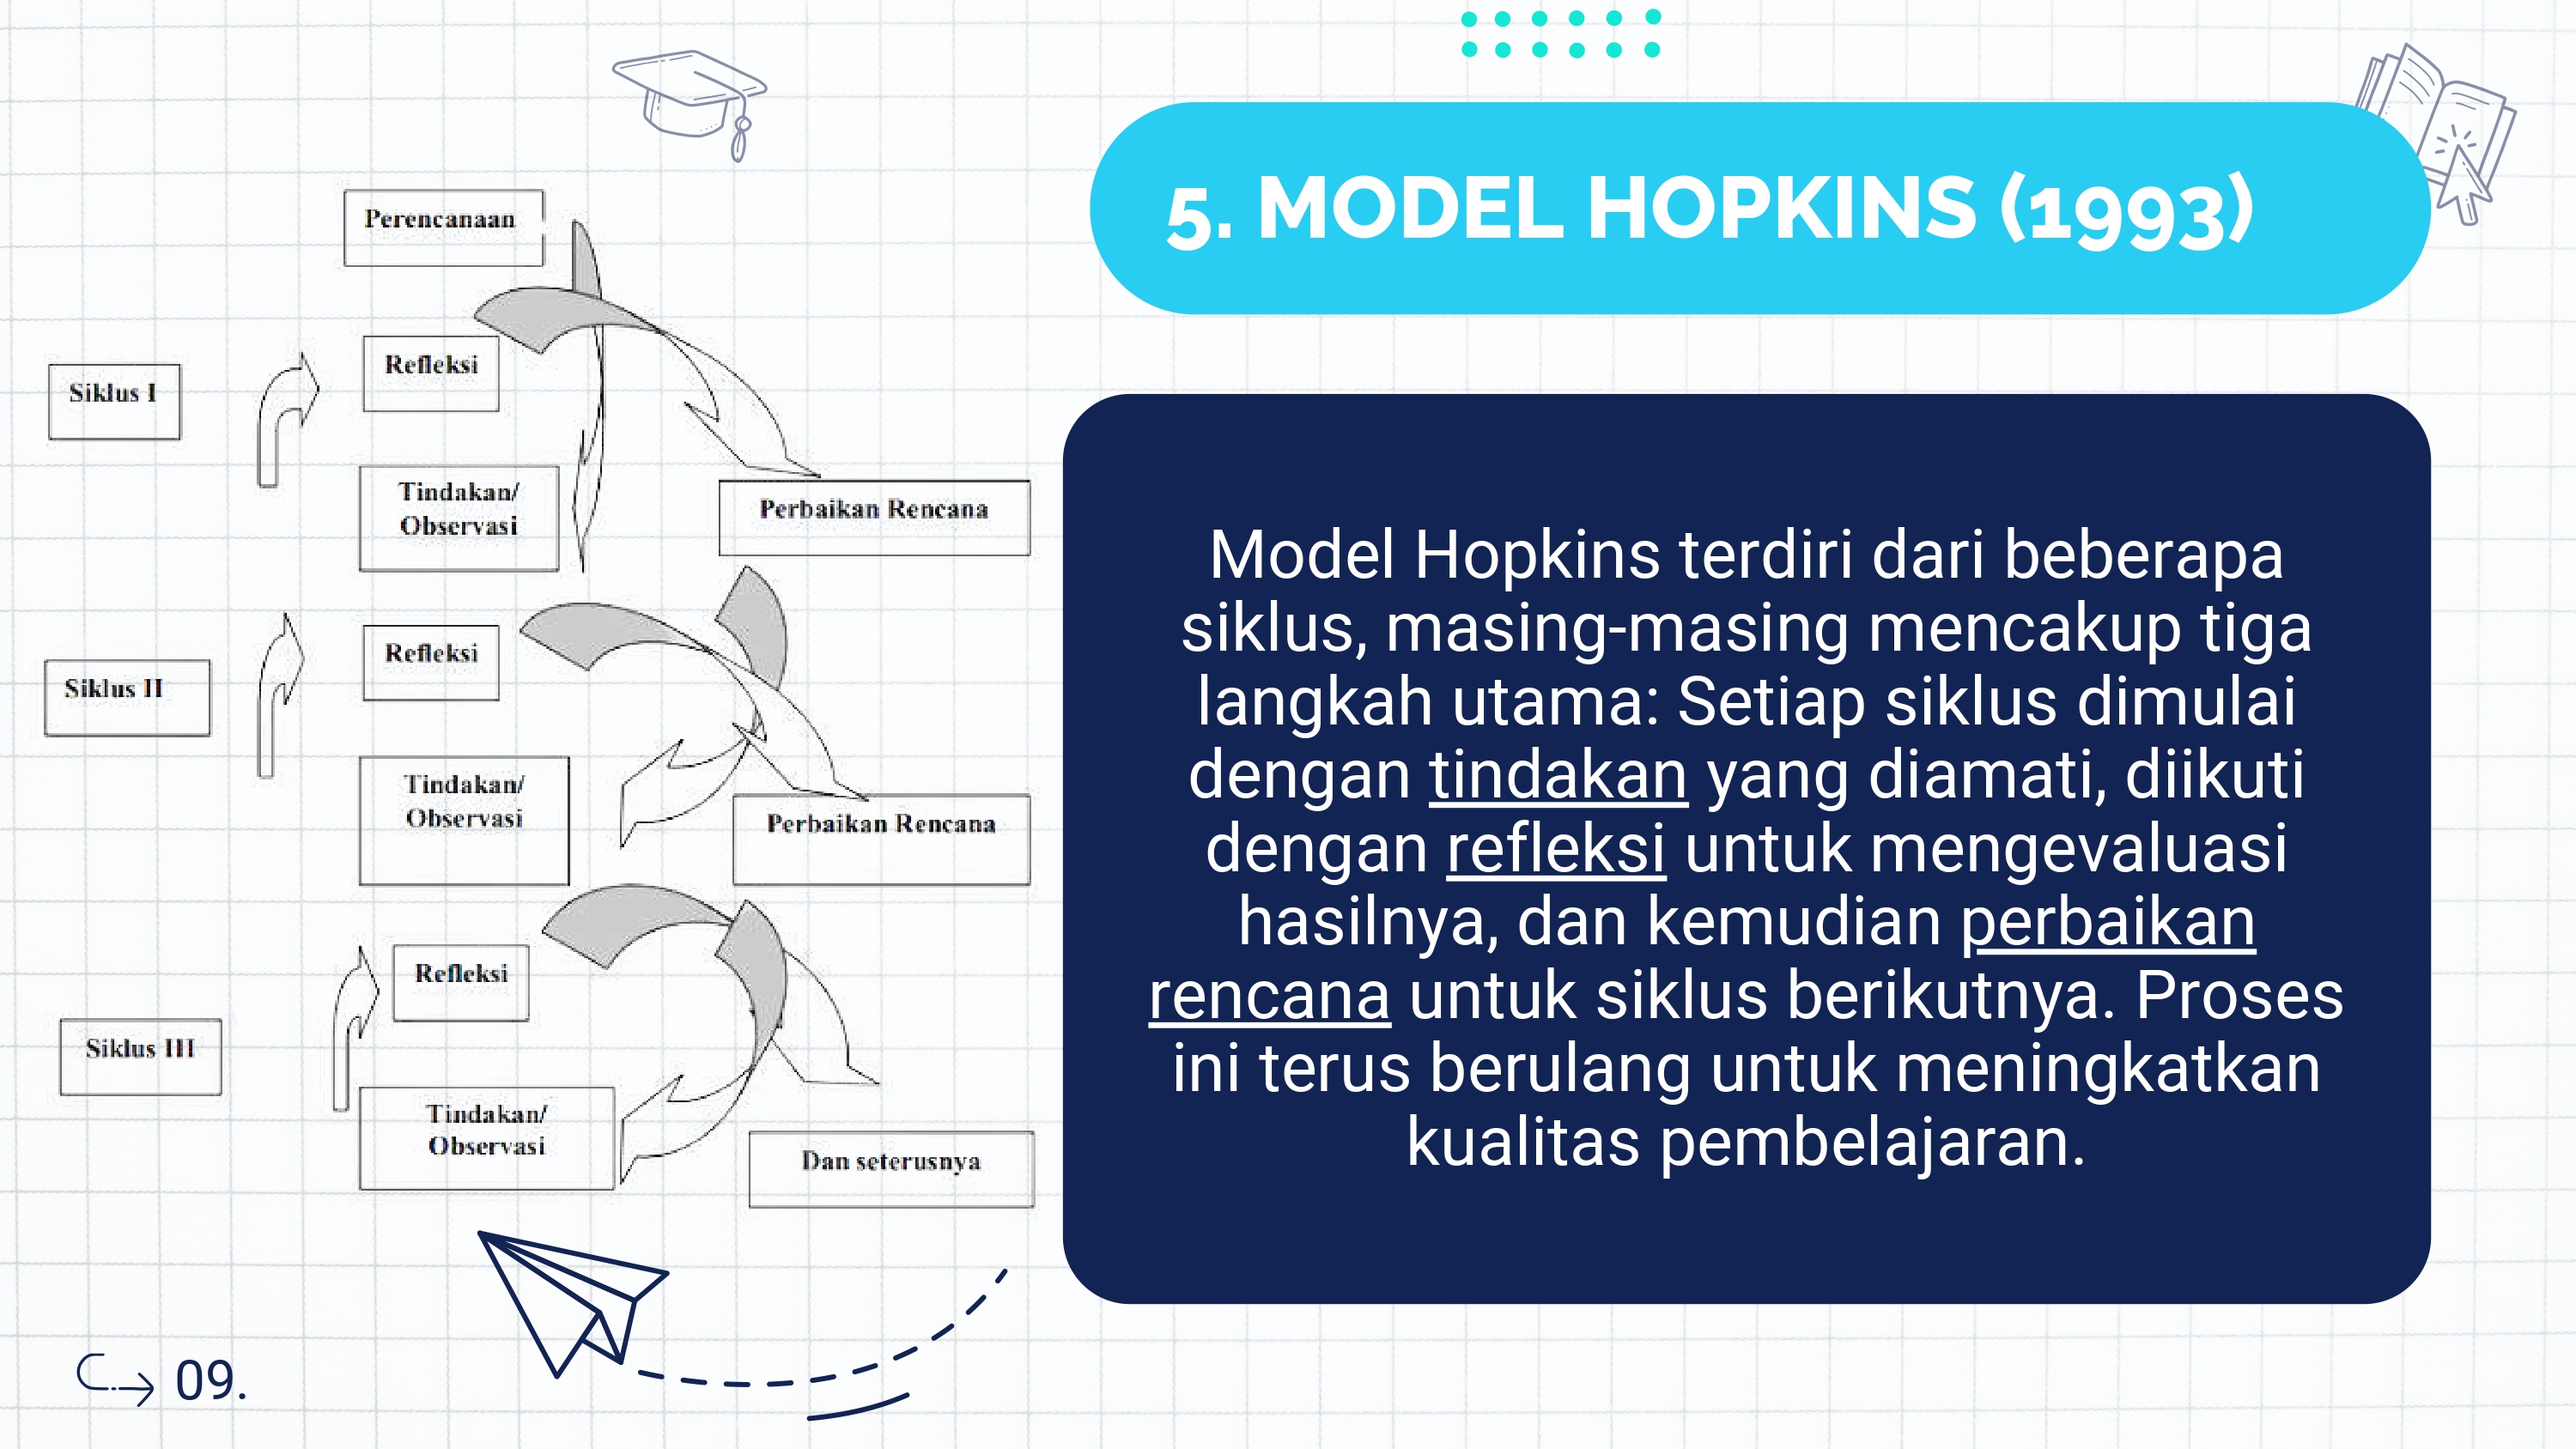 5. MODEL HOPKINS (1993)
Perencanaan
Siklus I
Refleksi
Tindakan/
Observasi
Perbaikan Rencana
Siklus II
Refleksi
Tindakan/
Observasi
Perbaikan Rencana
Siklus III
Refleksi
Tindakan/
Observasi
Dan seterusnya
Model Hopkins terdiri dari beberapa
siklus, masing-masing mencakup tiga
langkah utama: Setiap siklus dimulai
dengan tindakan yang diamati, diikuti
dengan refleksi untuk mengevaluasi
hasilnya, dan kemudian perbaikan
rencana untuk siklus berikutnya. Proses
ini terus berulang untuk meningkatkan
kualitas pembelajaran.
09.